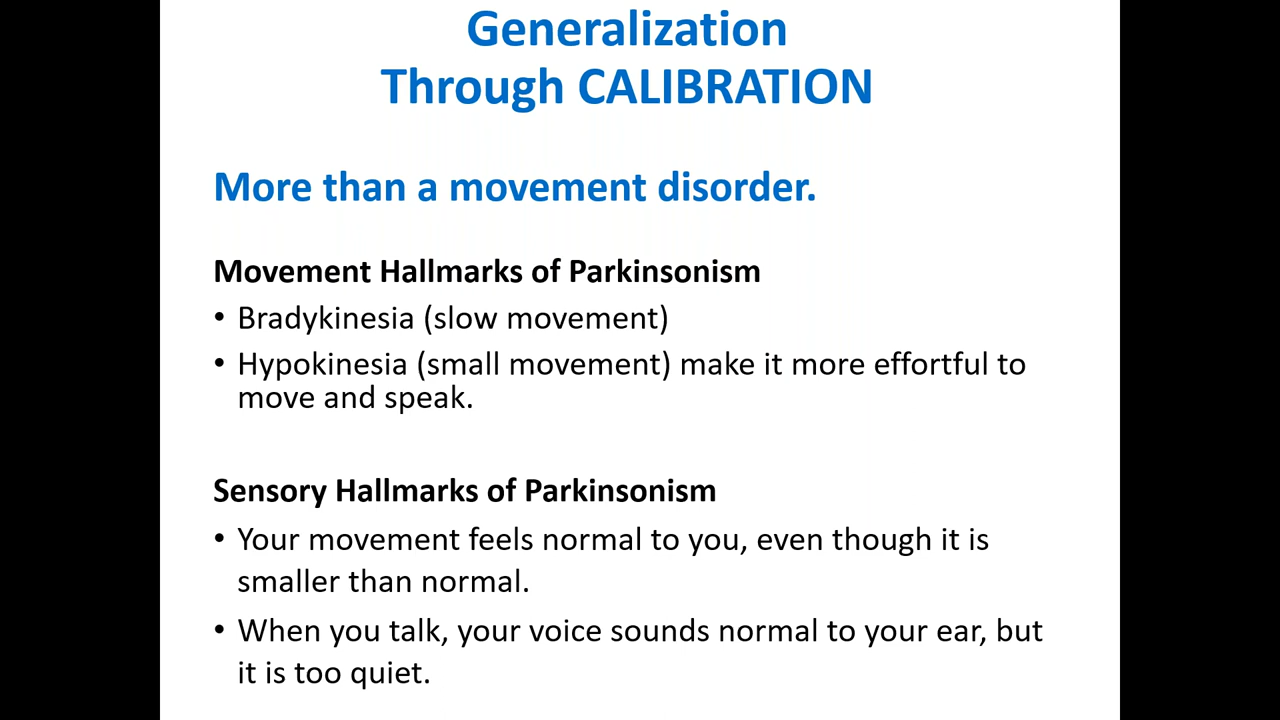 Generalization
Through CALIBRATION
More than a movement disorder.
Movement Hallmarks of Parkinsonism
• Bradykinesia (slow movement)
• Hypokinesia (small movement) make it more effortful to
move and speak.
Sensory Hallmarks of Parkinsonism
• Your movement feels normal to you, even though it is
smaller than normal.
• When you talk, your voice sounds normal to your ear, but
it is too quiet.